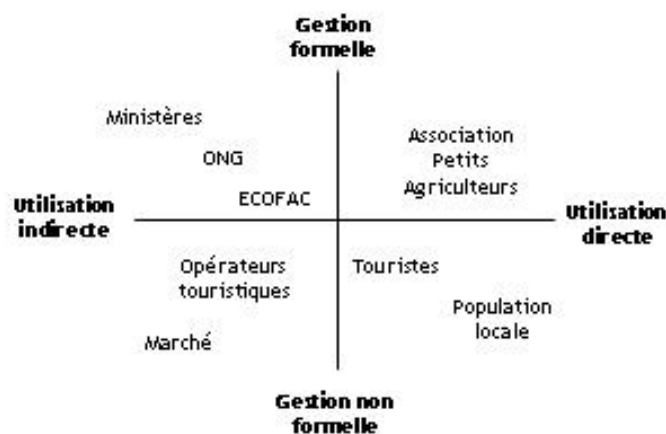 Gestion
formelle
Ministères
ONG
ECOFAC
Association
Petits
Agriculteurs
Utilisation
indirecte
Utilisation
directe
Opérateurs
touristiques
Touristes
Marché
Population
locale
Gestion non
formelle